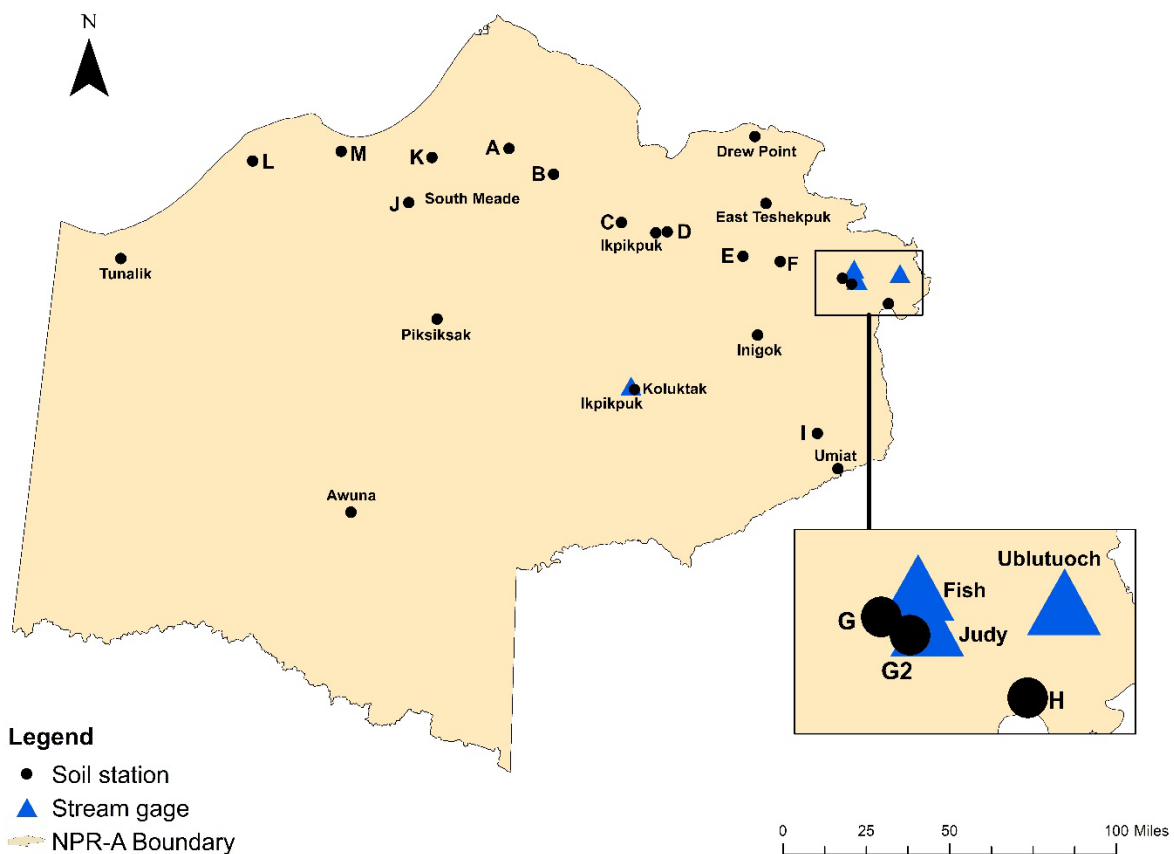 N
Drew Point
A
L
M
K
B
J
South Meade
East Teshekpuk
C
Ikpikpuk
D
E
F
Tunalik
Piksiksak
Inigok
Koluktak
Ikpikpuk
I
Umiat
Awuna
Ublutuoch
Fish
G
Judy
G2
H
Legend
Soil station
Stream gage
NPR-A Boundary
0 25 50 100 Miles